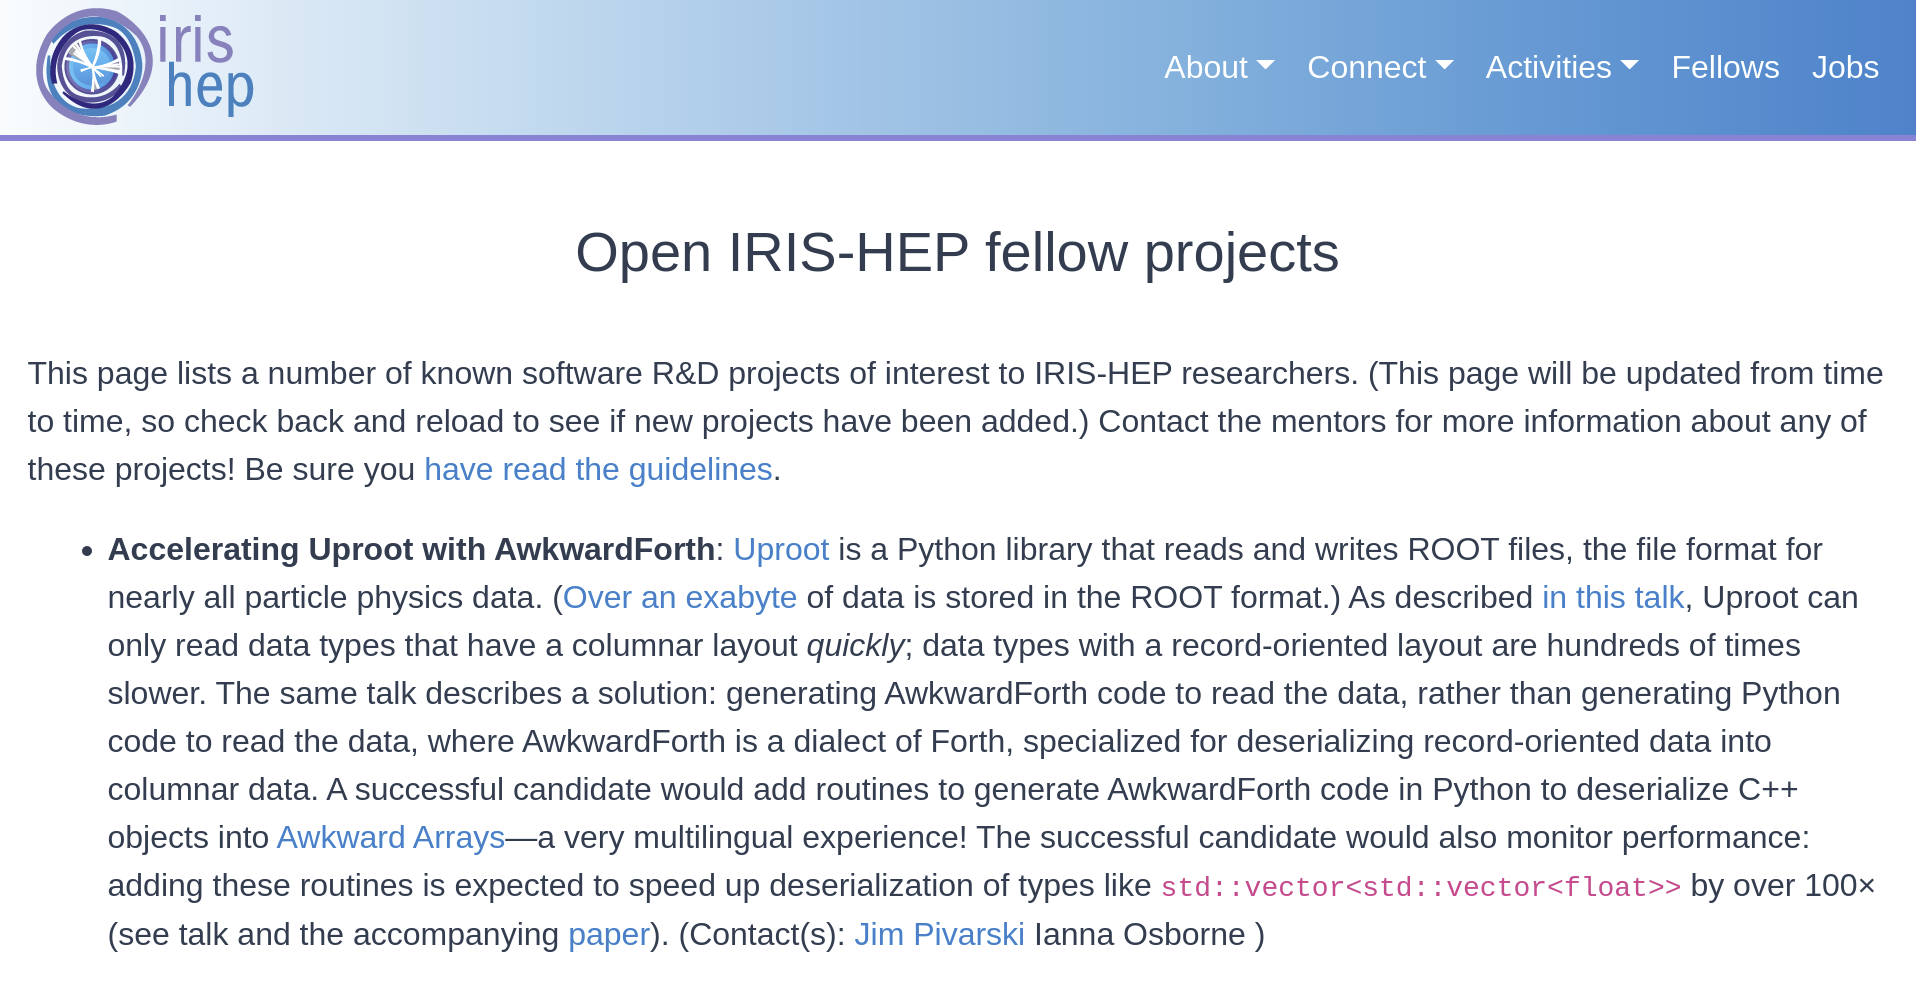 iris
hep
About Connect Activities Fellows Jobs
Open IRIS-HEP fellow projects
This page lists a number of known software R&D projects of interest to IRIS-HEP researchers. (This page will be updated from time
to time, so check back and reload to see if new projects have been added.) Contact the mentors for more information about any of
these projects! Be sure you have read the guidelines.
• Accelerating Uproot with AwkwardForth: Uproot is a Python library that reads and writes ROOT files, the file format for
nearly all particle physics data. (Over an exabyte of data is stored in the ROOT format.) As described in this talk, Uproot can
only read data types that have a columnar layout quickly; data types with a record-oriented layout are hundreds of times
slower. The same talk describes a solution: generating AwkwardForth code to read the data, rather than generating Python
code to read the data, where AwkwardForth is a dialect of Forth, specialized for deserializing record-oriented data into
columnar data. A successful candidate would add routines to generate AwkwardForth code in Python to deserialize C++
objects into Awkward Arrays—a very multilingual experience! The successful candidate would also monitor performance:
adding these routines is expected to speed up deserialization of types like std::vector<std::vector<float>> by over 100×
(see talk and the accompanying paper). (Contact(s): Jim Pivarski Ianna Osborne )